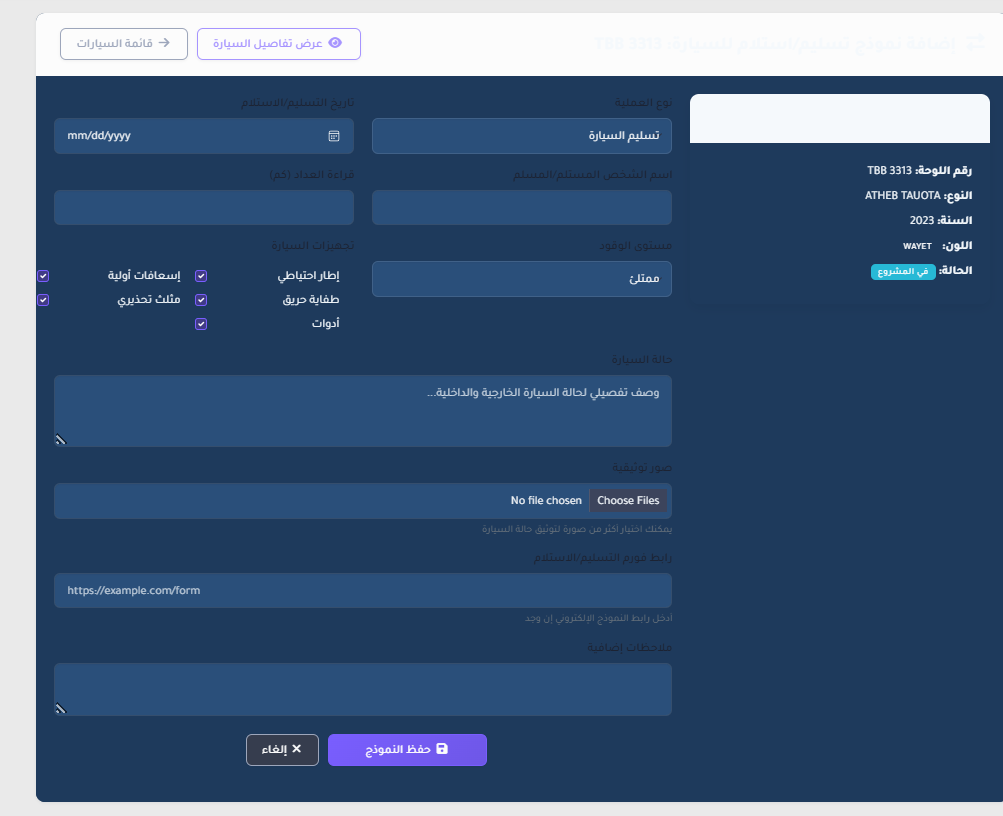 إضافة نموذج تسليم/استلام للسيارة: TBB 3313
عرض تفاصيل السيارة
قائمة السيارات
رقم اللوحة: TBB 3313
النوع: ATHEB TAUOTA
السنة: 2023
اللون: WAYET
الحالة: في المشروع
نوع العملية
تسليم السيارة
تاريخ التسليم/الاستلام
mm/dd/yyyy
اسم الشخص المستلم/المسلم
قراءة العداد (كم)
مستوى الوقود
ممتلئ
تجهيزات السيارة
إطار احتياطي
إسعافات أولية
طفاية حريق
مثلث تحذيري
أدوات
حالة السيارة
وصف تفصيلي لحالة السيارة الخارجية والداخلية...
صور توثيقية
Choose Files No file chosen
يمكنك اختيار أكثر من صورة لتوثيق حالة السيارة
رابط فورم التسليم/الاستلام
https://example.com/form
أدخل رابط النموذج الإلكتروني إن وجد
ملاحظات إضافية
حفظ النموذج
إلغاء